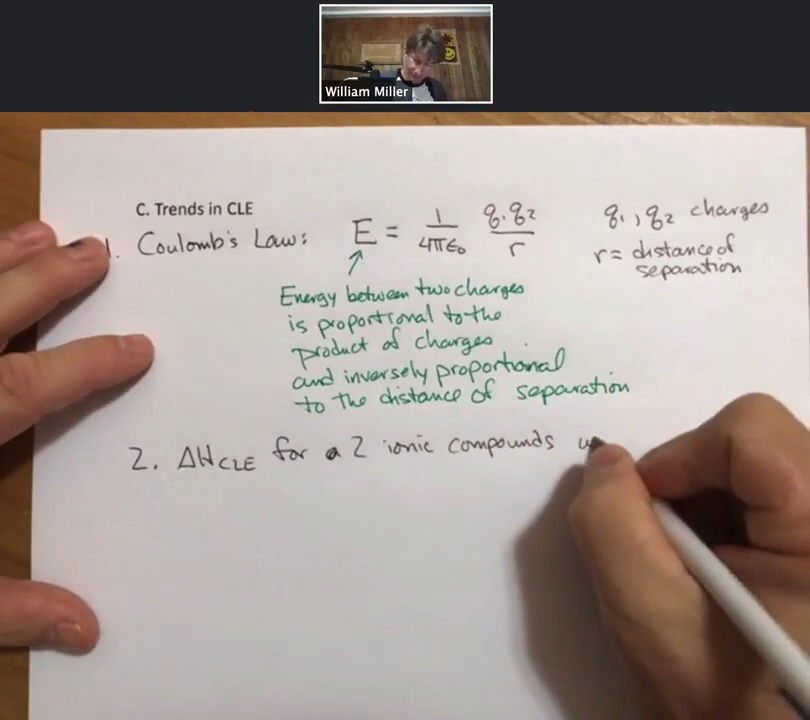 William Miller
C. Trends in CLE
1. Coulomb's Law: E = 1/4πε₀ q₁q₂/r
q₁, q₂ charges
r = distance of
separation
Energy between two charges
is proportional to the
product of charges
and inversely proportional
to the distance of separation
2. ΔH_CLE for a 2 ionic compounds